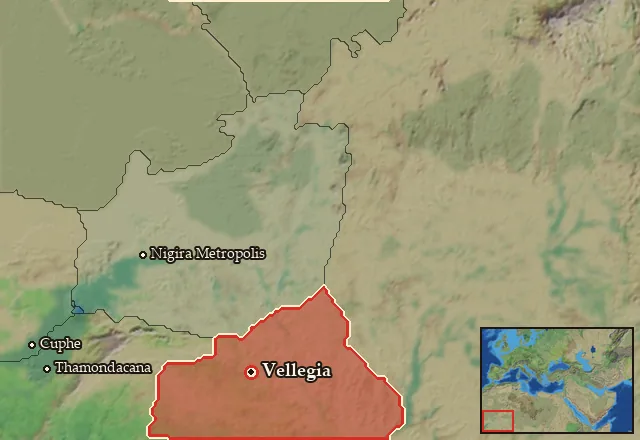 Nigira Metropolis
Cuphe
Thamondacana
Vellegia